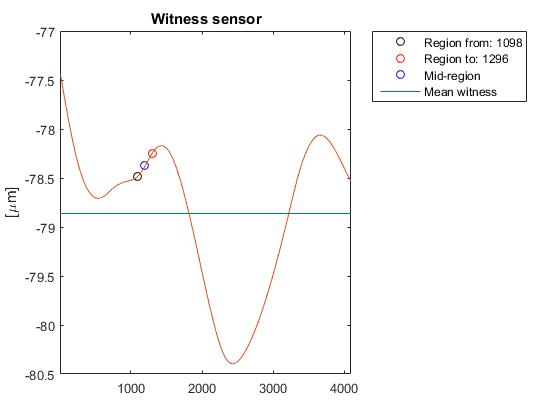 Witness sensor
Region from: 1098
Region to: 1296
Mid-region
Mean witness
[μm]
-77
-77.5
-78
-78.5
-79
-79.5
-80
-80.5
1000 2000 3000 4000